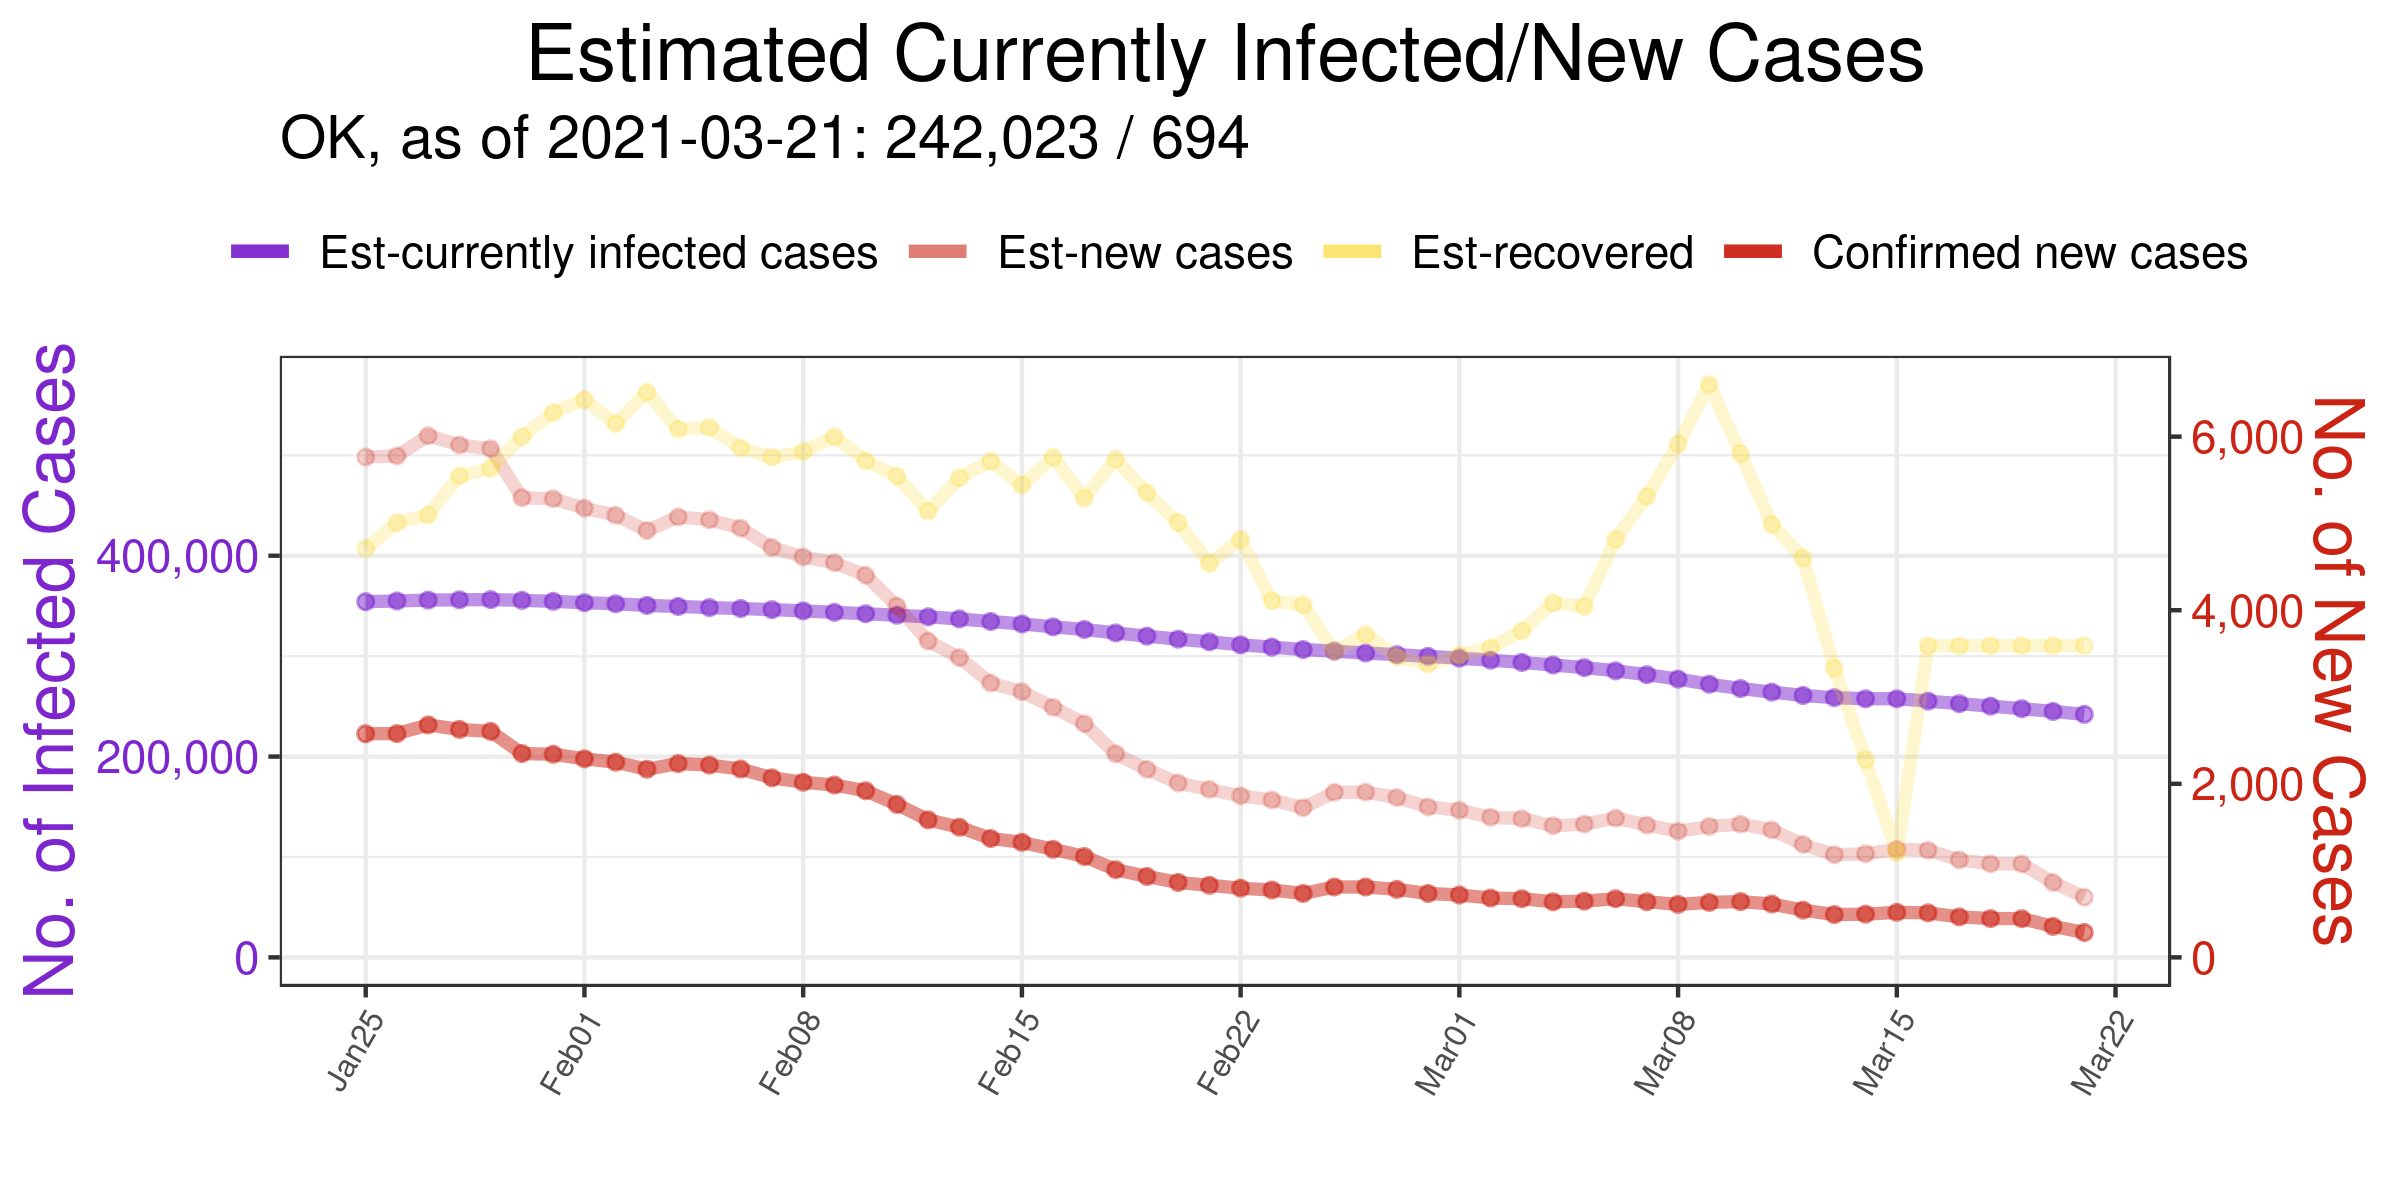 Estimated Currently Infected/New Cases
OK, as of 2021-03-21: 242,023 / 694
Est-currently infected cases Est-new cases Est-recovered Confirmed new cases
No. of Infected Cases
400,000
200,000
0
6,000
4,000
2,000
0
No. of New Cases
Jan25 Feb01 Feb08 Feb15 Feb22 Mar01 Mar08 Mar15 Mar22